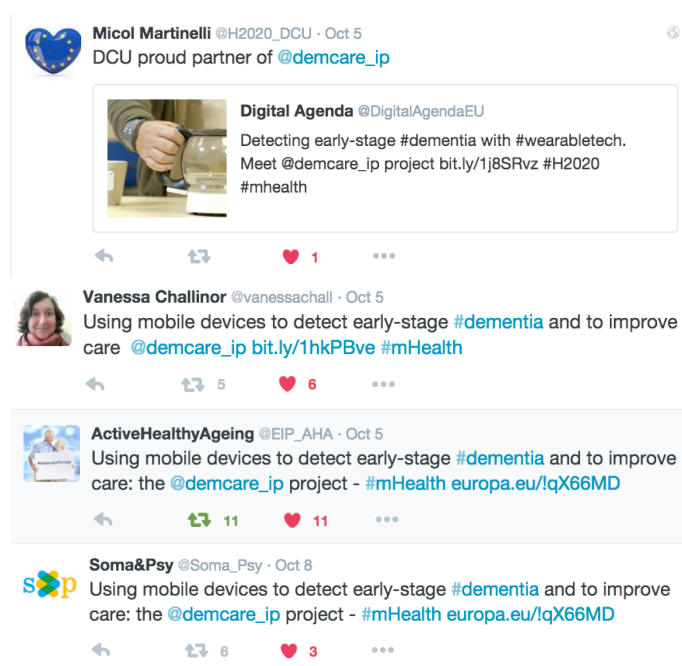 Micol Martinelli @H2020_DCU · Oct 5
DCU proud partner of @demcare_ip
Digital Agenda @DigitalAgendaEU
Detecting early-stage #dementia with #wearabletech.
Meet @demcare_ip project bit.ly/1j8SRvz #H2020
#mhealth
1
Vanessa Challinor @vanessachall · Oct 5
Using mobile devices to detect early-stage #dementia and to improve
care @demcare_ip bit.ly/1hkPBve #mHealth
5 6
ActiveHealthyAgeing @EIP_AHA · Oct 5
Using mobile devices to detect early-stage #dementia and to improve
care: the @demcare_ip project - #mHealth europa.eu/!qX66MD
11 11
Soma&Psy @Soma_Psy · Oct 8
s p
Using mobile devices to detect early-stage #dementia and to improve
care: the @demcare_ip project - #mHealth europa.eu/!qX66MD
6 3